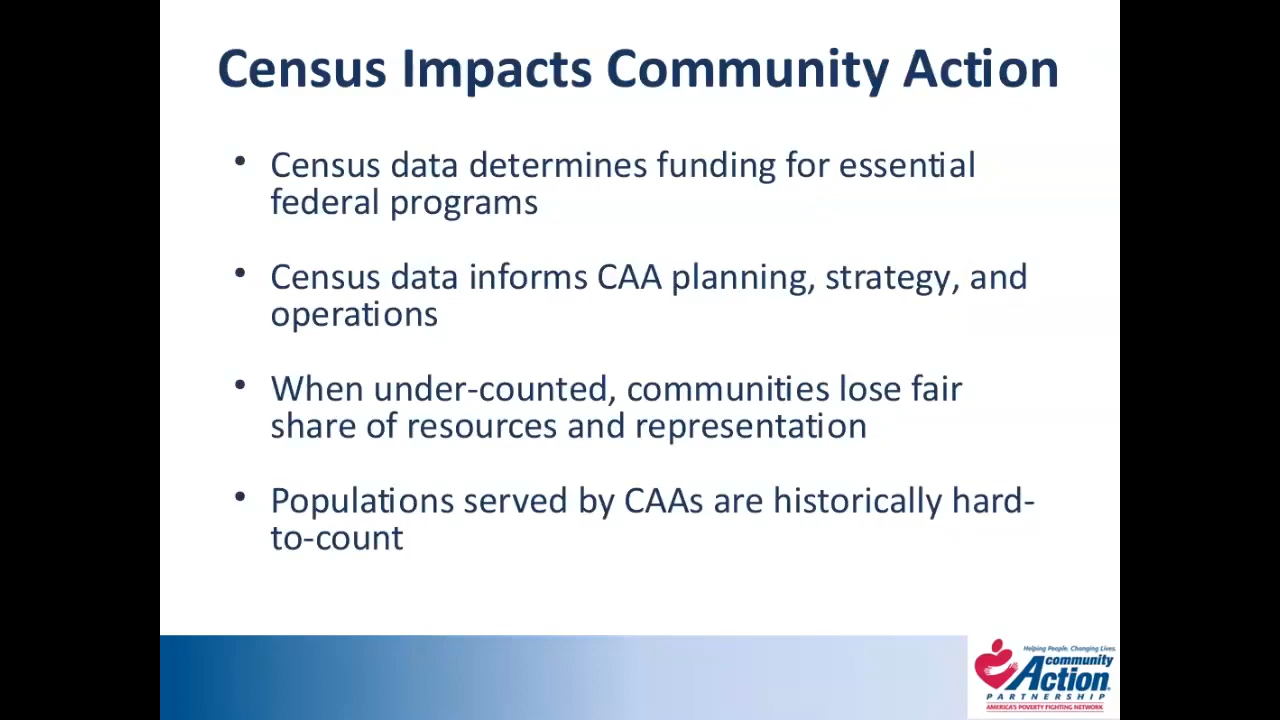 Census Impacts Community Action
• Census data determines funding for essential
federal programs
• Census data informs CAA planning, strategy, and
operations
• When under-counted, communities lose fair
share of resources and representation
• Populations served by CAAs are historically hard-
to-count
Helping People. Changing Lives.
community
Action®
PARTNERSHIP
AMERICA'S POVERTY FIGHTING NETWORK